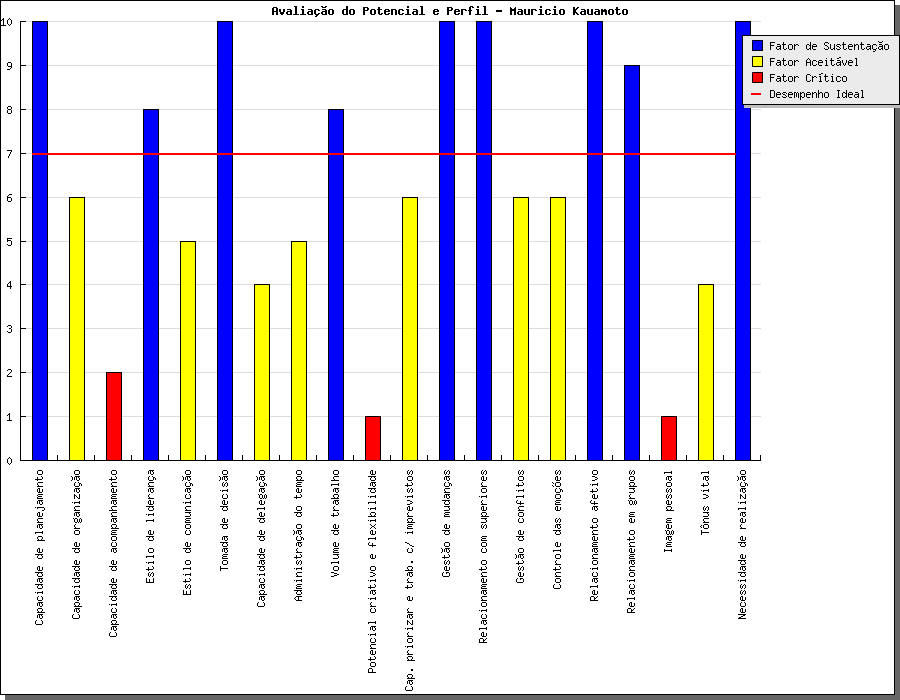 Avaliação do Potencial e Perfil - Mauricio Kauamoto
Fator de Sustentação
Fator Aceitável
Fator Crítico
Desempenho Ideal
10
9
8
7
6
5
4
3
2
1
0
Capacidade de planejamento
Capacidade de organização
Capacidade de acompanhamento
Estilo de liderança
Estilo de comunicação
Tomada de decisão
Capacidade de delegação
Administração do tempo
Volume de trabalho
Potencial criativo e flexibilidade
Cap. priorizar e trab. c/ imprevistos
Gestão de mudanças
Relacionamento com superiores
Gestão de conflitos
Controle das emoções
Relacionamento afetivo
Relacionamento em grupos
Imagem pessoal
Tônus vital
Necessidade de realização